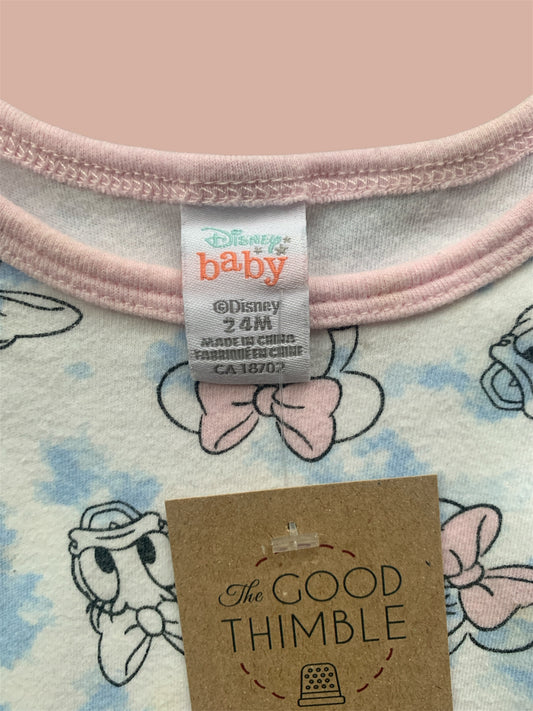 Disney
baby
©Disney
24M
MADE IN CHINA
FABRIQUÉ EN CHINE
CA 18702
The GOOD
THIMBLE